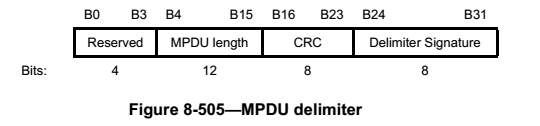 B0 B3 B4 B15 B16 B23 B24 B31
Reserved MPDU length CRC Delimiter Signature
Bits: 4 12 8 8
Figure 8-505—MPDU delimiter